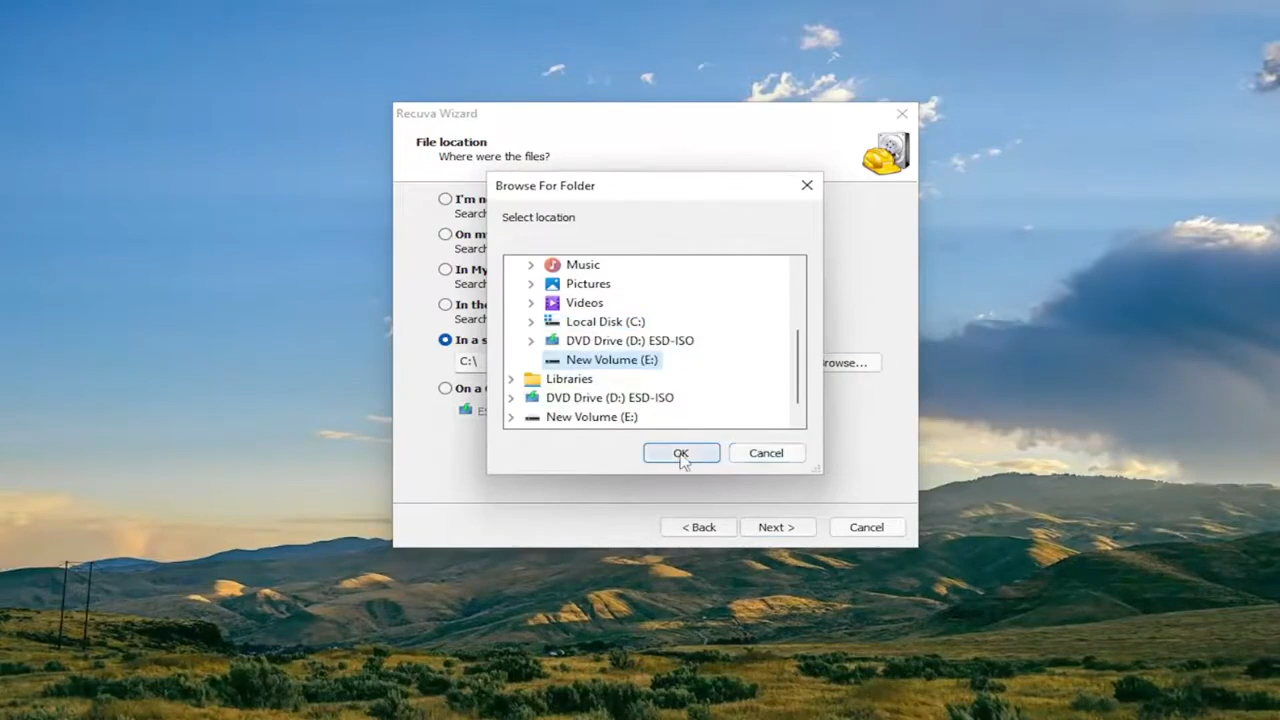 Recuva Wizard
File location
Where were the files?
Browse For Folder
Select location
I'm n
Search
On m
Search
In My
Search
In the
Search
In a s
C:\
rowse...
On a
Music
Pictures
Videos
Local Disk (C:)
DVD Drive (D:) ESD-ISO
New Volume (E:)
Libraries
DVD Drive (D:) ESD-ISO
New Volume (E:)
OK
Cancel
< Back
Next >
Cancel